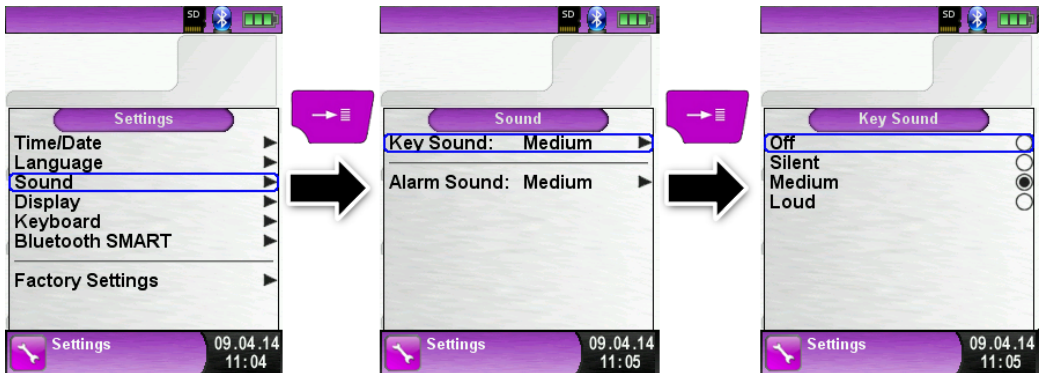 SD
Settings
Time/Date
Language
Sound
Display
Keyboard
Bluetooth SMART
Factory Settings
Settings
09.04.14
11:04
SD
Sound
Key Sound: Medium
Alarm Sound: Medium
Settings
09.04.14
11:05
SD
Key Sound
Off
Silent
Medium
Loud
Settings
09.04.14
11:05